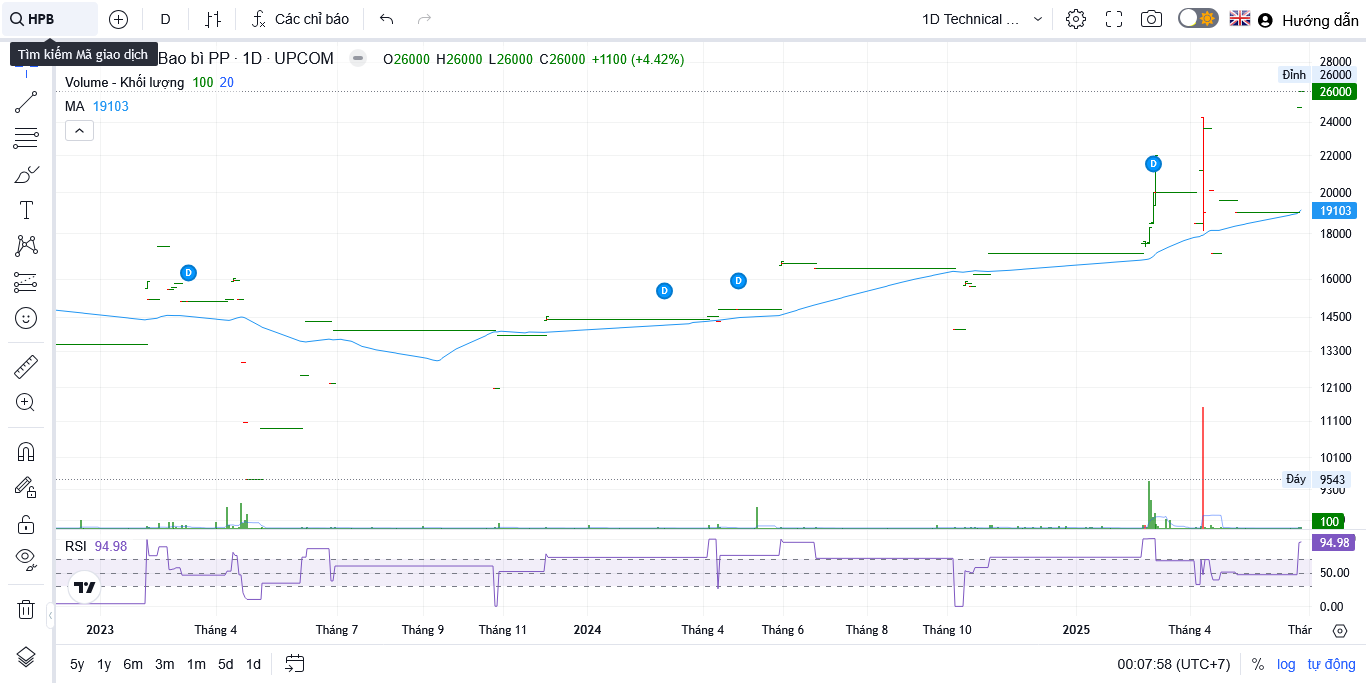 HPB
D
Các chỉ báo
1D Technical ...
Hướng dẫn
Tìm kiếm Mã giao dịch
Bao bì PP · 1D · UPCOM
O26000 H26000 L26000 C26000 +1100 (+4.42%)
Volume - Khối lượng 100 20
MA 19103
D
D
D
D
28000
Đỉnh 26000
26000
24000
22000
20000
19103
18000
16000
14500
13300
12100
11100
10100
Đáy 9543
9300
100
RSI 94.98
94.98
50.00
0.00
2023 Tháng 4 Tháng 7 Tháng 9 Tháng 11 2024 Tháng 4 Tháng 6 Tháng 8 Tháng 10 2025 Tháng 4 Thár
5y 1y 6m 3m 1m 5d 1d
00:07:58 (UTC+7) % log tự động